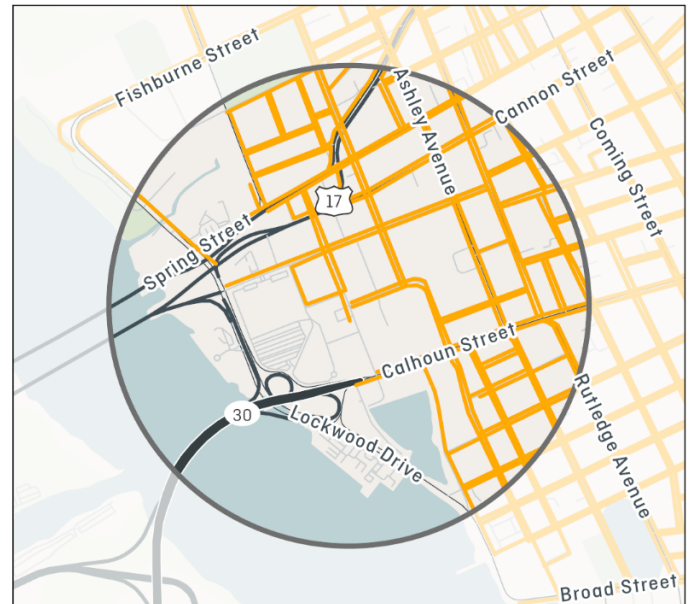 Fishburne Street
Ashley Avenue
Cannon Street
Coming Street
17
Spring Street
Calhoun Street
30
Lockwood Drive
Rutledge Avenue
Broad Street